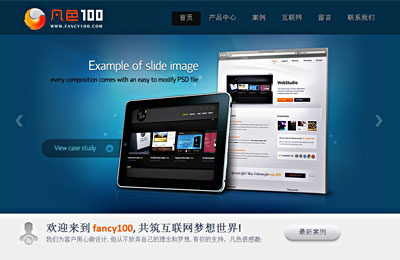 凡色100
WWW.FANCY100.COM
首页 产品中心 案例 互联网 留言 联系我们
Example of slide image
every composition comes with an easy to modify PSD file
View case study
WebStudio
欢迎来到 fancy100, 共筑互联网梦想世界!
我们为客户用心做设计, 但从不放弃自己的理念和梦想, 有你的支持, 凡色很感激!
最新案例